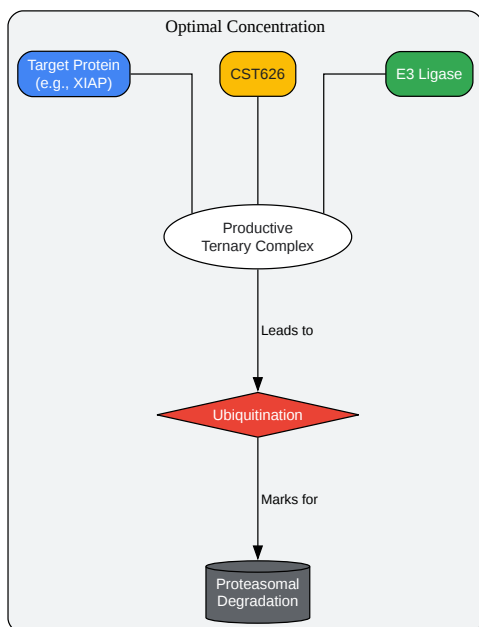 Optimal Concentration
Target Protein
(e.g., XIAP)
CST626
E3 Ligase
Productive
Ternary Complex
Leads to
Ubiquitination
Marks for
Proteasomal
Degradation